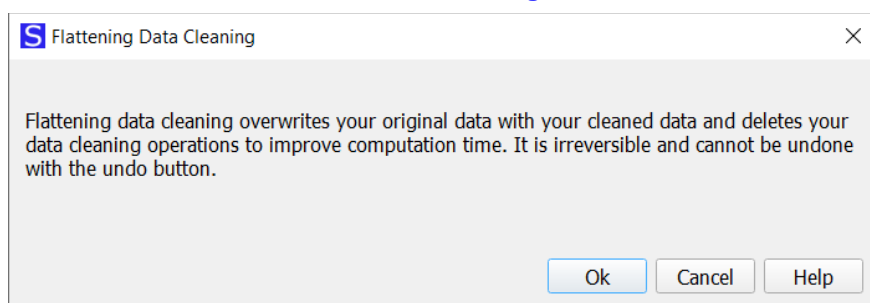 S Flattening Data Cleaning
Flattening data cleaning overwrites your original data with your cleaned data and deletes your
data cleaning operations to improve computation time. It is irreversible and cannot be undone
with the undo button.
Ok Cancel Help